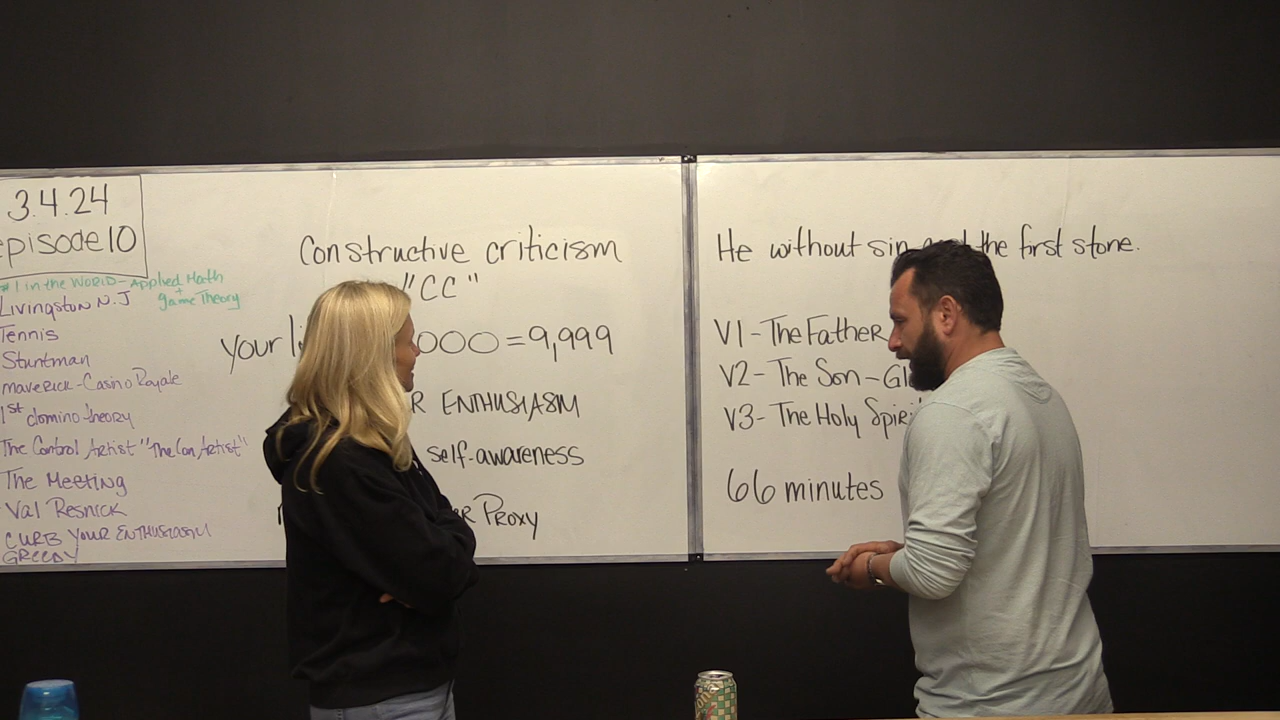 3.4.24
episode 10
#1 in the WORLD - Applied Math
+ game Theory
Livingston N.J
Tennis
Stuntman
maverick - Casino Royale
1st domino theory
The Control Artist "The Con Artist"
The Meeting
Val Resnick
CURB YOUR ENTHUSIASM
GREEDY
Constructive criticism
"CC"
your 000 = 9,999
ENTHUSIASM
self-awareness
Proxy
He without sin the first stone.
V1 - The Father
V2 - The Son -
V3 - The Holy Spirit
66 minutes